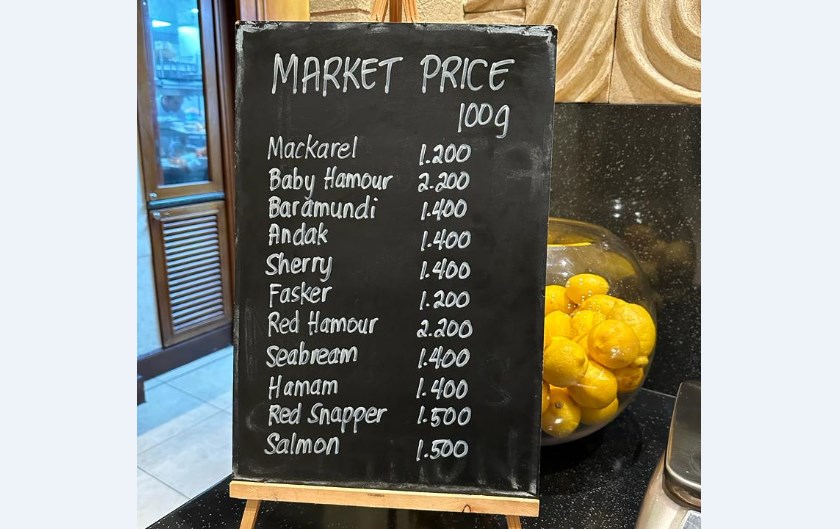 MARKET PRICE
100g
Mackarel 1.200
Baby Hamour 2.200
Baramundi 1.400
Andak 1.400
Sherry 1.400
Fasker 1.200
Red Hamour 2.200
Seabream 1.400
Hamam 1.400
Red Snapper 1.500
Salmon 1.500